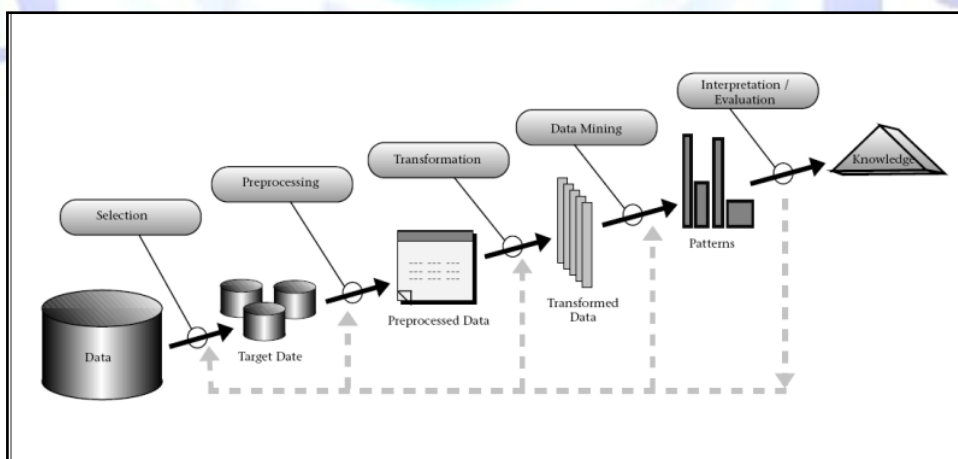 Interpretation /
Evaluation
Data Mining
Transformation
Preprocessing
Selection
Data
Target Date
Preprocessed Data
Transformed
Data
Patterns
Knowledge